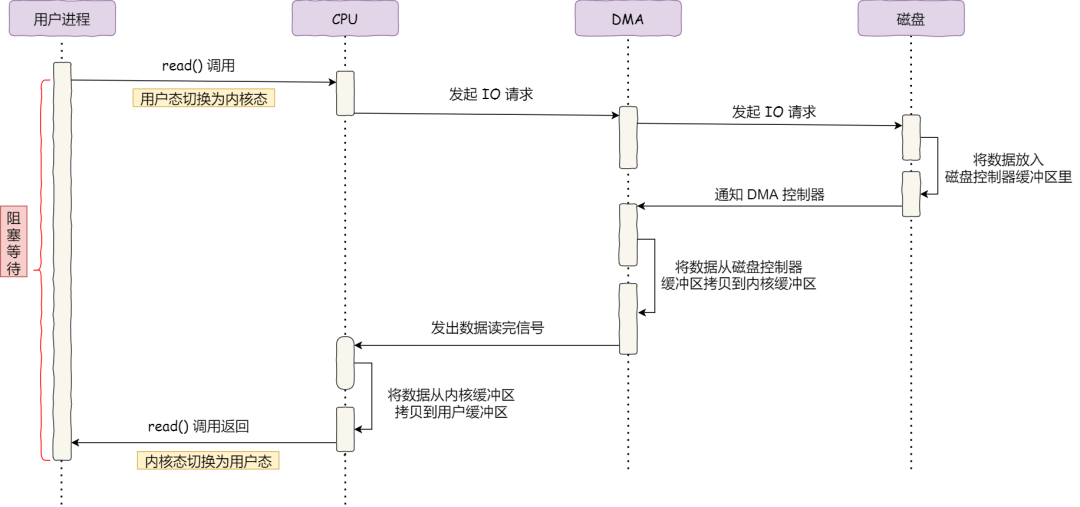 用户进程
CPU
DMA
磁盘
read() 调用
用户态切换为内核态
发起 IO 请求
发起 IO 请求
将数据放入
磁盘控制器缓冲区里
通知 DMA 控制器
阻
塞
等
待
将数据从磁盘控制器
缓冲区拷贝到内核缓冲区
发出数据读完信号
将数据从内核缓冲区
拷贝到用户缓冲区
read() 调用返回
内核态切换为用户态